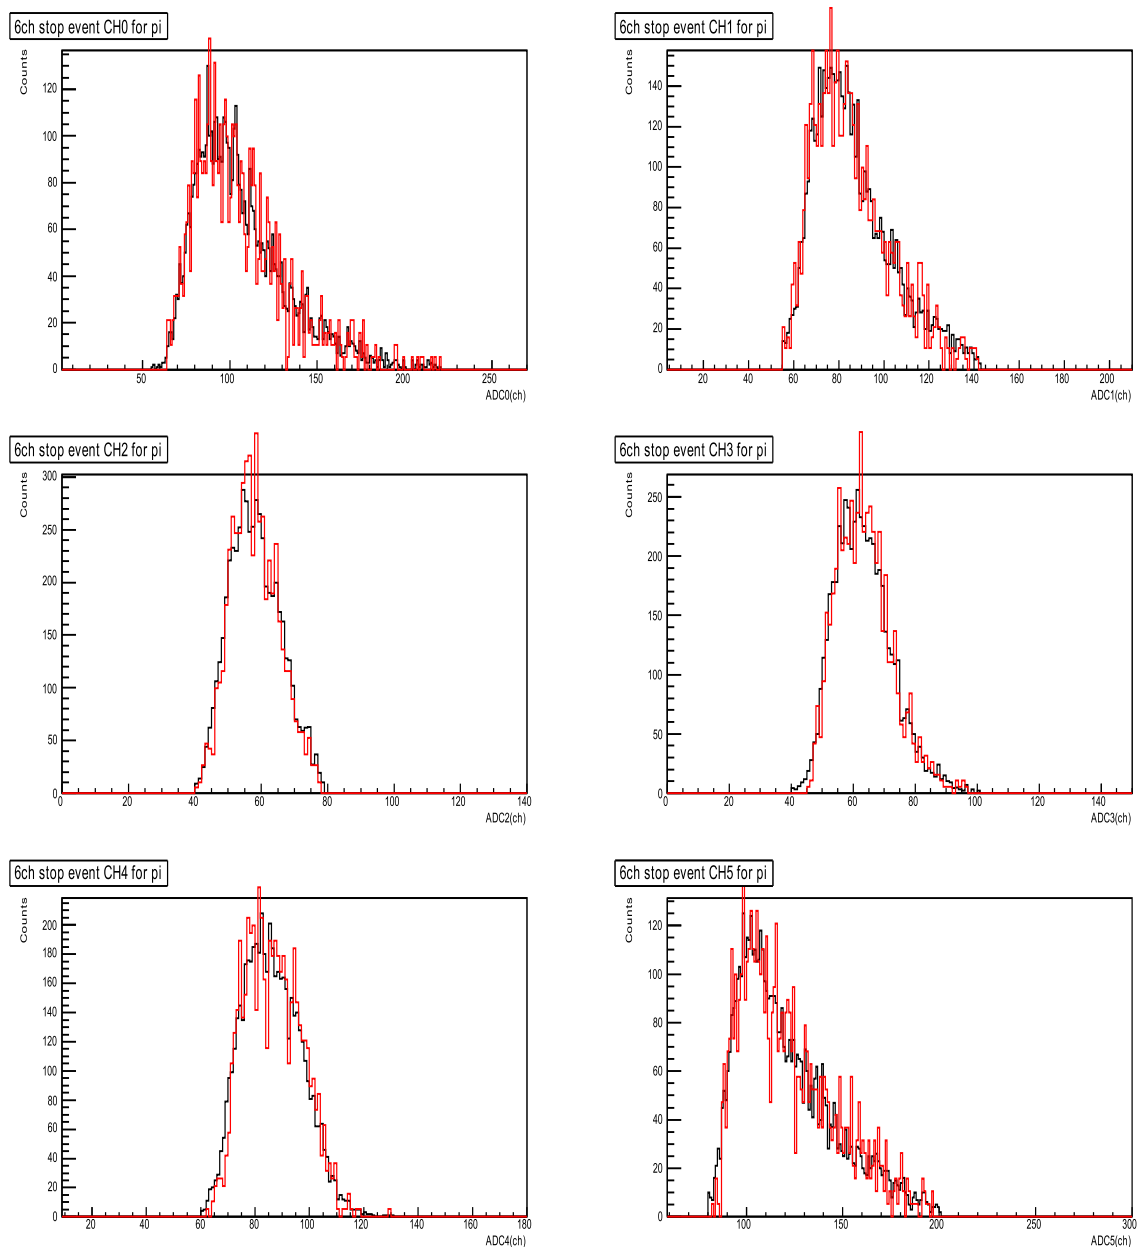 6ch stop event CH0 for pi
Counts
120
100
80
60
40
20
0
50 100 150 200 250
ADC0(ch)
6ch stop event CH1 for pi
Counts
140
120
100
80
60
40
20
0
20 40 60 80 100 120 140 160 180 200
ADC1(ch)
6ch stop event CH2 for pi
Counts
300
250
200
150
100
50
0
0 20 40 60 80 100 120 140
ADC2(ch)
6ch stop event CH3 for pi
Counts
250
200
150
100
50
0
0 20 40 60 80 100 120 140
ADC3(ch)
6ch stop event CH4 for pi
Counts
200
180
160
140
120
100
80
60
40
20
0
20 40 60 80 100 120 140 160 180
ADC4(ch)
6ch stop event CH5 for pi
Counts
120
100
80
60
40
20
0
100 150 200 250 300
ADC5(ch)